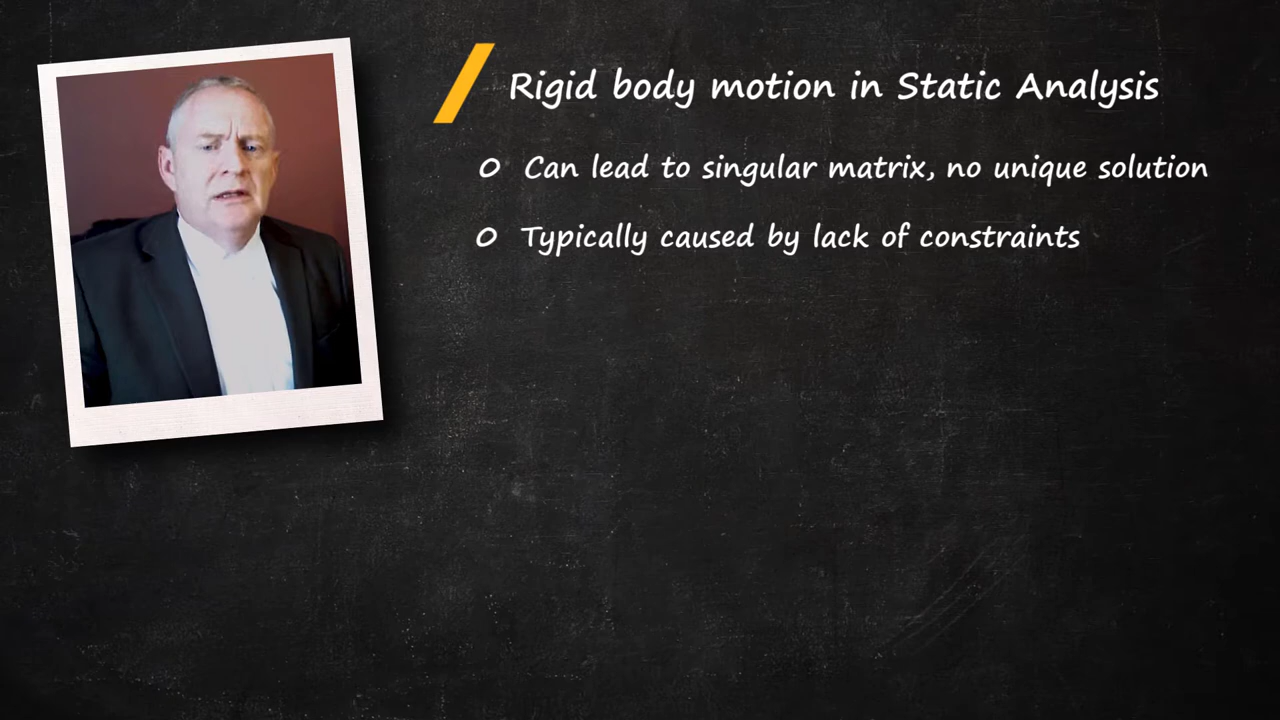 Rigid body motion in Static Analysis
Can lead to singular matrix, no unique solution
Typically caused by lack of constraints